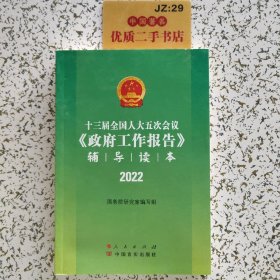 JZ:29
中国书店
优质二手书店
十三届全国人大五次会议
《政府工作报告》
辅导读本
2022
国务院研究室编写组
人民出版社
中国言实出版社